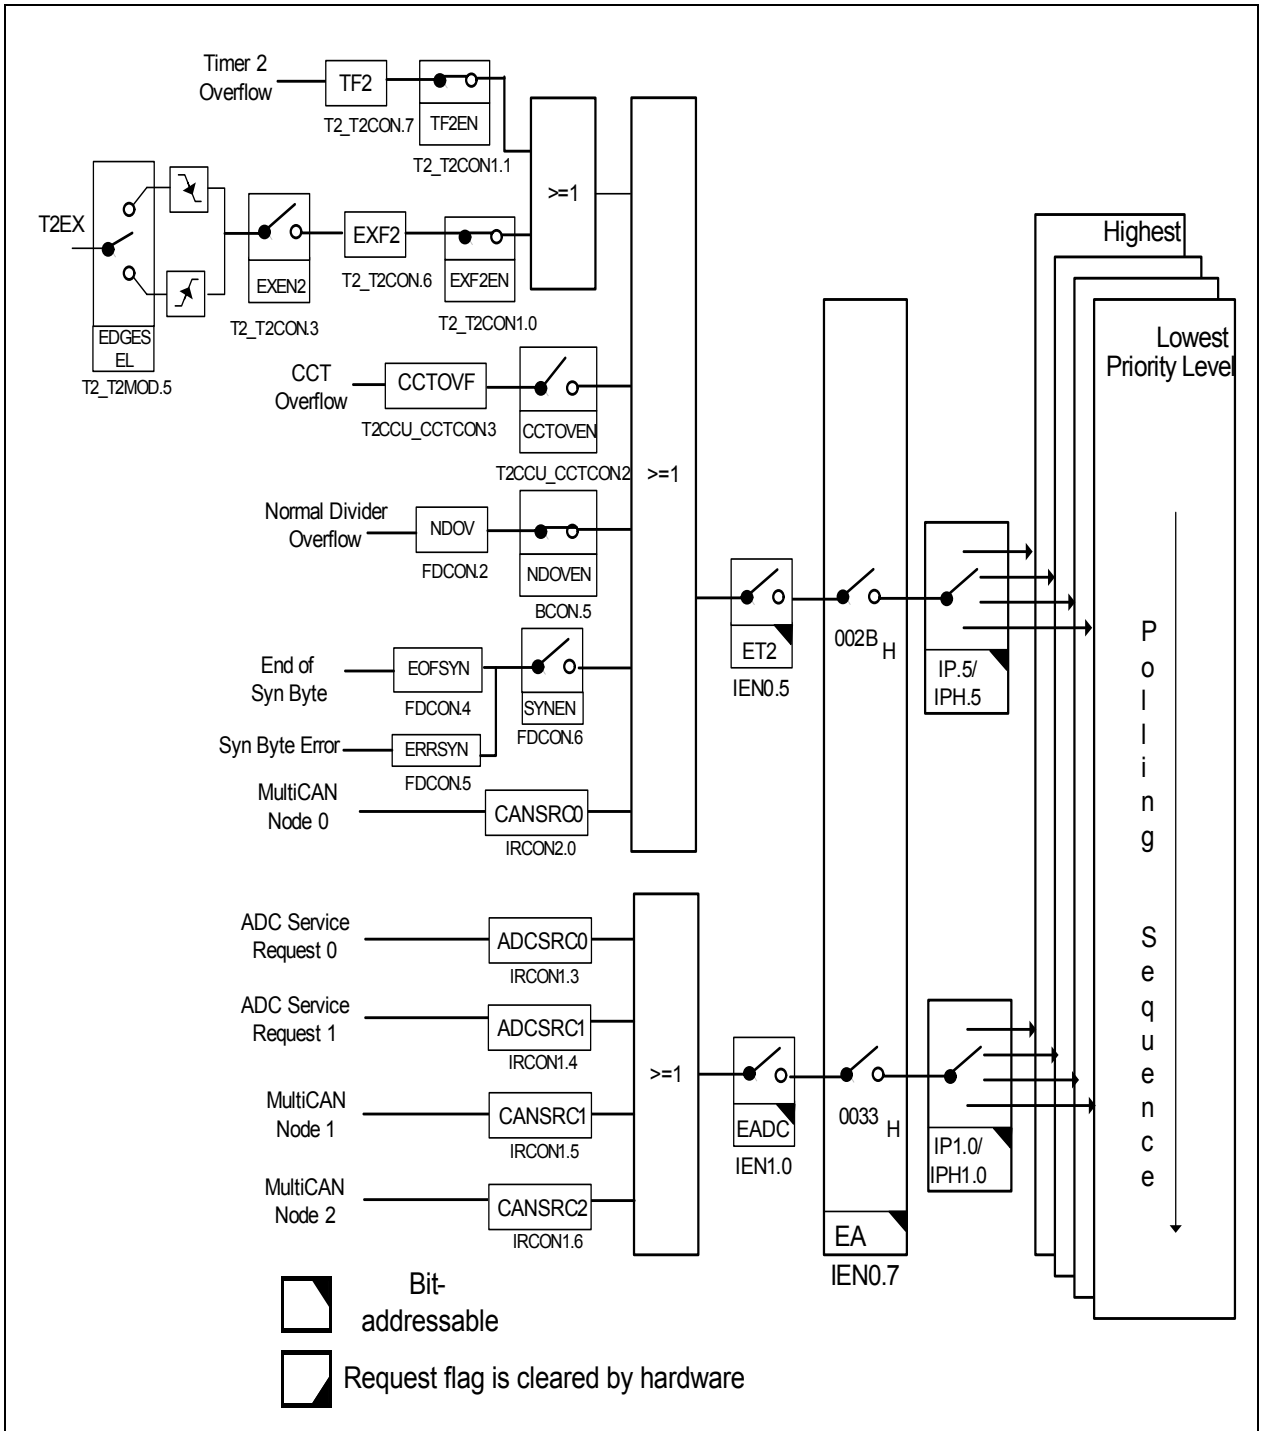 Timer 2
Overflow
TF2
T2_T2CON.7
TF2EN
T2_T2CON1.1
>=1
T2EX
EDGES
EL
T2_T2MOD.5
EXEN2
T2_T2CON.3
EXF2
T2_T2CON.6
EXF2EN
T2_T2CON1.0
CCT
Overflow
CCTOVF
T2CCU_CCTCON.3
CCTOVEN
T2CCU_CCTCON.2
>=1
Normal Divider
Overflow
NDOV
FDCON.2
NDOVEN
BCON.5
End of
Syn Byte
EOFSYN
FDCON.4
SYNEN
FDCON.6
Syn Byte Error
ERRSYN
FDCON.5
MultiCAN
Node 0
CANSRC0
IRCON2.0
ET2
IEN0.5
002B H
IP.5/
IPH.5
Highest
Lowest
Priority Level
Polling Sequence
ADC Service
Request 0
ADCSRC0
IRCON1.3
ADC Service
Request 1
ADCSRC1
IRCON1.4
MultiCAN
Node 1
CANSRC1
IRCON1.5
MultiCAN
Node 2
CANSRC2
IRCON1.6
>=1
EADC
IEN1.0
0033 H
EA
IEN0.7
IP1.0/
IPH1.0
Bit-
addressable
Request flag is cleared by hardware